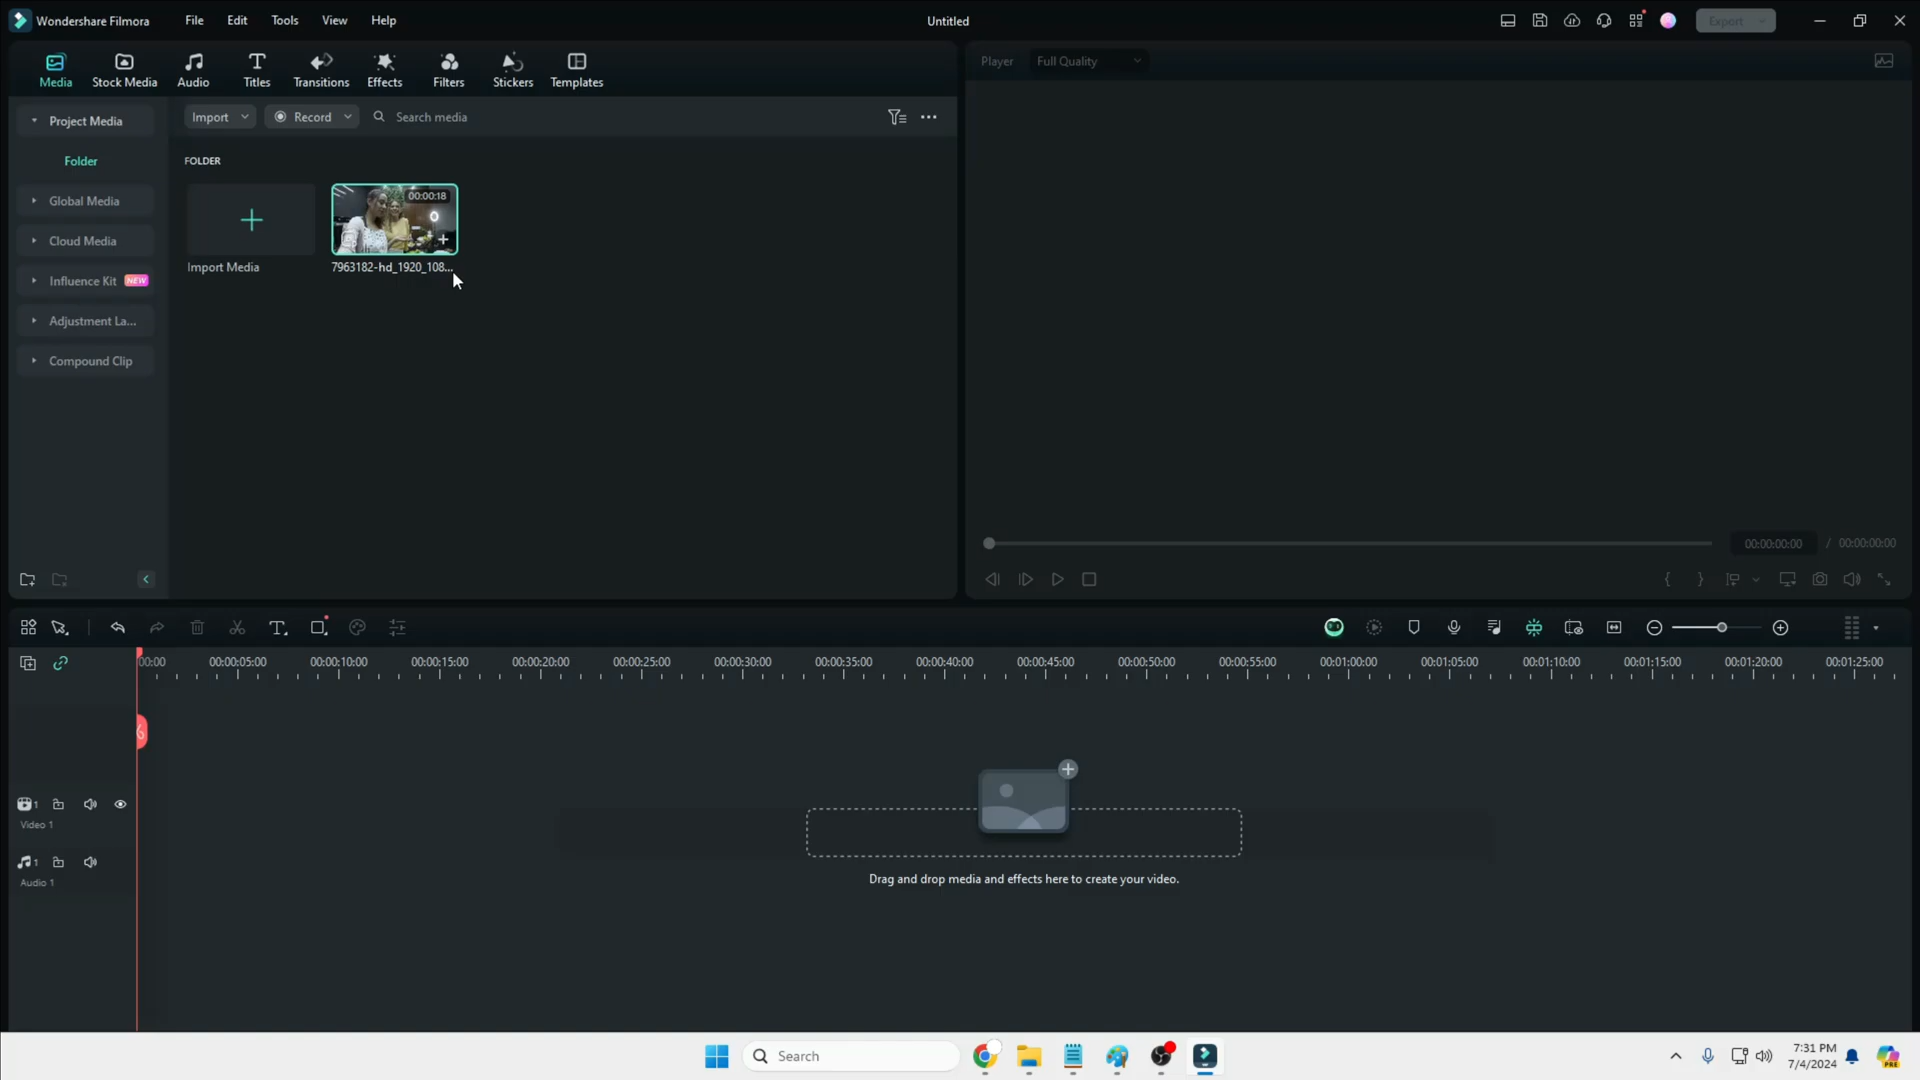 Wondershare Filmora File Edit Tools View Help Untitled Export
Media Stock Media Audio Titles Transitions Effects Filters Stickers Templates
Player Full Quality
Project Media
Folder
Global Media
Cloud Media
Influence Kit NEW
Adjustment La...
Compound Clip
Import Record Search media
FOLDER
00:00:18
Import Media 7963182-hd_1920_108...
00:00:00:00 / 00:00:00:00
00:00 00:00:05:00 00:00:10:00 00:00:15:00 00:00:20:00 00:00:25:00 00:00:30:00 00:00:35:00 00:00:40:00 00:00:45:00 00:00:50:00 00:00:55:00 00:01:00:00 00:01:05:00 00:01:10:00 00:01:15:00 00:01:20:00 00:01:25:00
1
Video 1
1
Audio 1
Drag and drop media and effects here to create your video.
Search
7:31 PM
7/4/2024
PRE